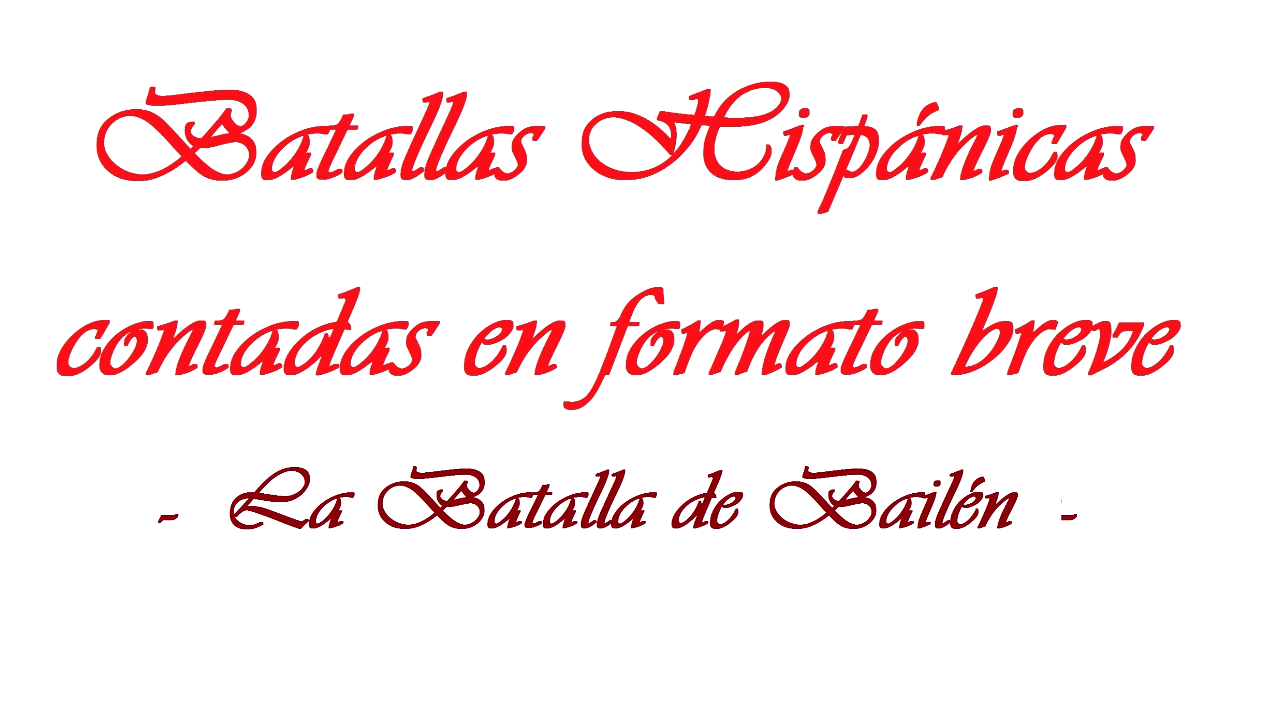 Batallas Hispánicas
contadas en formato breve
- La Batalla de Bailén -